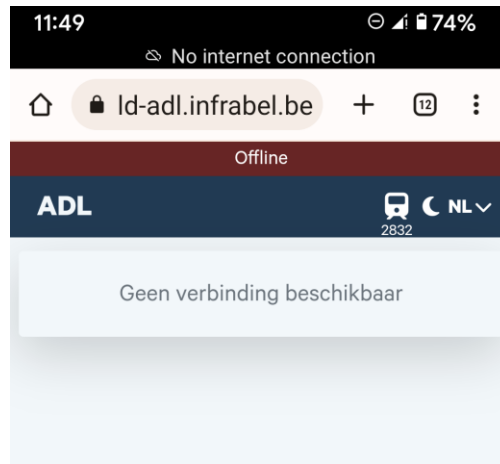 11:49 74%
No internet connection
ld-adl.infrabel.be 12
Offline
ADL NL
2832
Geen verbinding beschikbaar